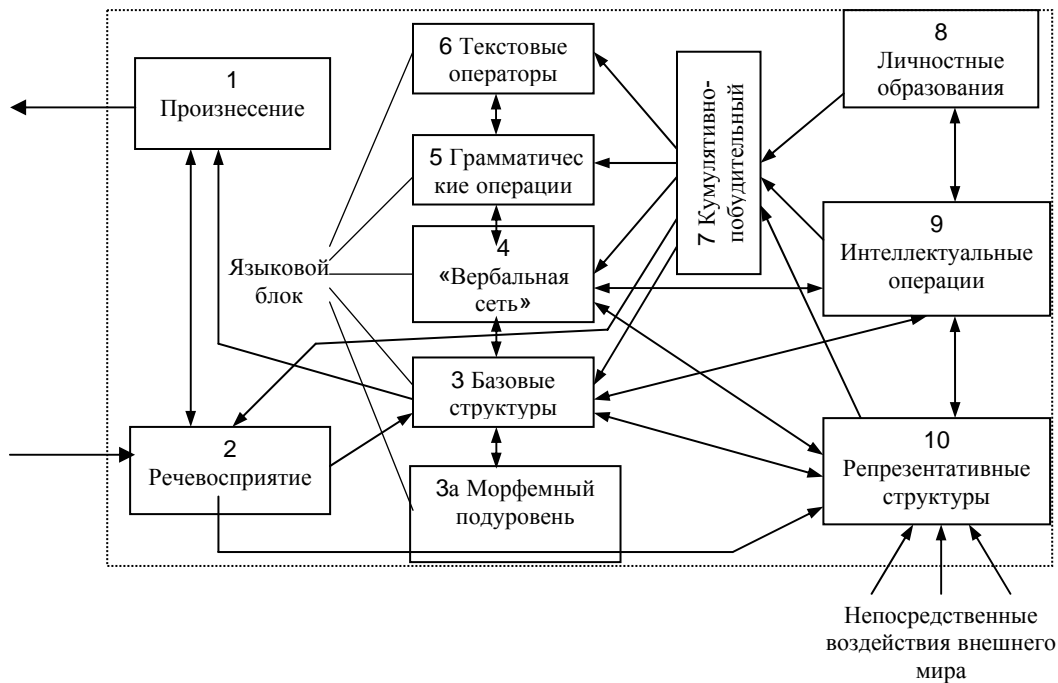 1
Произнесение
6 Текстовые
операторы
5 Грамматичес
кие операции
4
«Вербальная
сеть»
3 Базовые
структуры
3а Морфемный
подуровень
Языковой
блок
2
Речевосприятие
7 Кумулятивно-
побудительный
8
Личностные
образования
9
Интеллектуальные
операции
10
Репрезентативные
структуры
Непосредственные
воздействия внешнего
мира